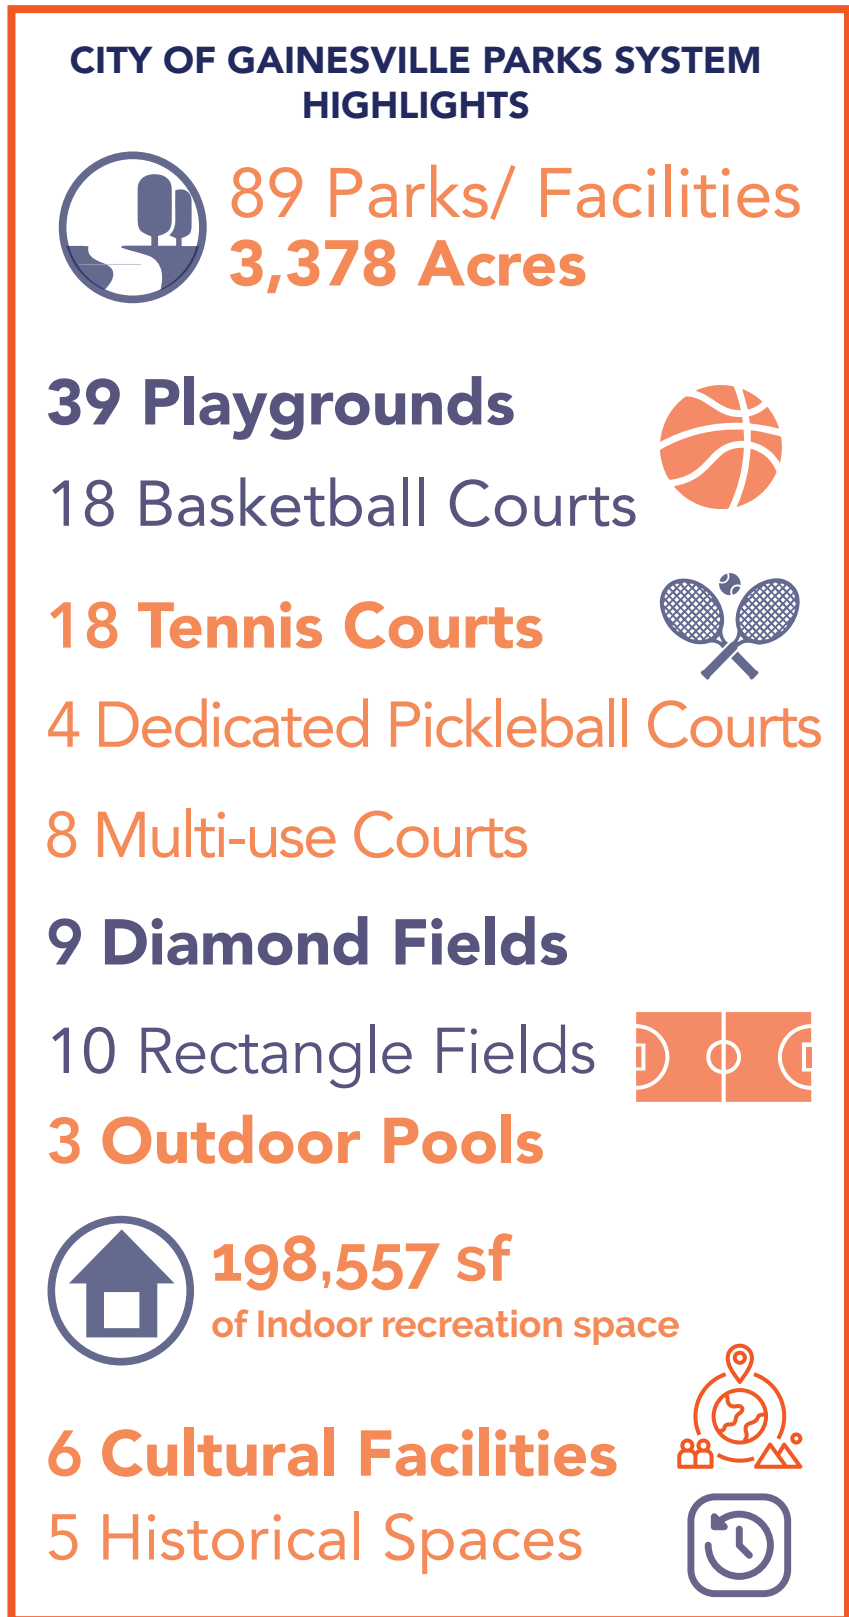 CITY OF GAINESVILLE PARKS SYSTEM
HIGHLIGHTS
89 Parks/ Facilities
3,378 Acres
39 Playgrounds
18 Basketball Courts
18 Tennis Courts
4 Dedicated Pickleball Courts
8 Multi-use Courts
9 Diamond Fields
10 Rectangle Fields
3 Outdoor Pools
198,557 sf
of Indoor recreation space
6 Cultural Facilities
5 Historical Spaces